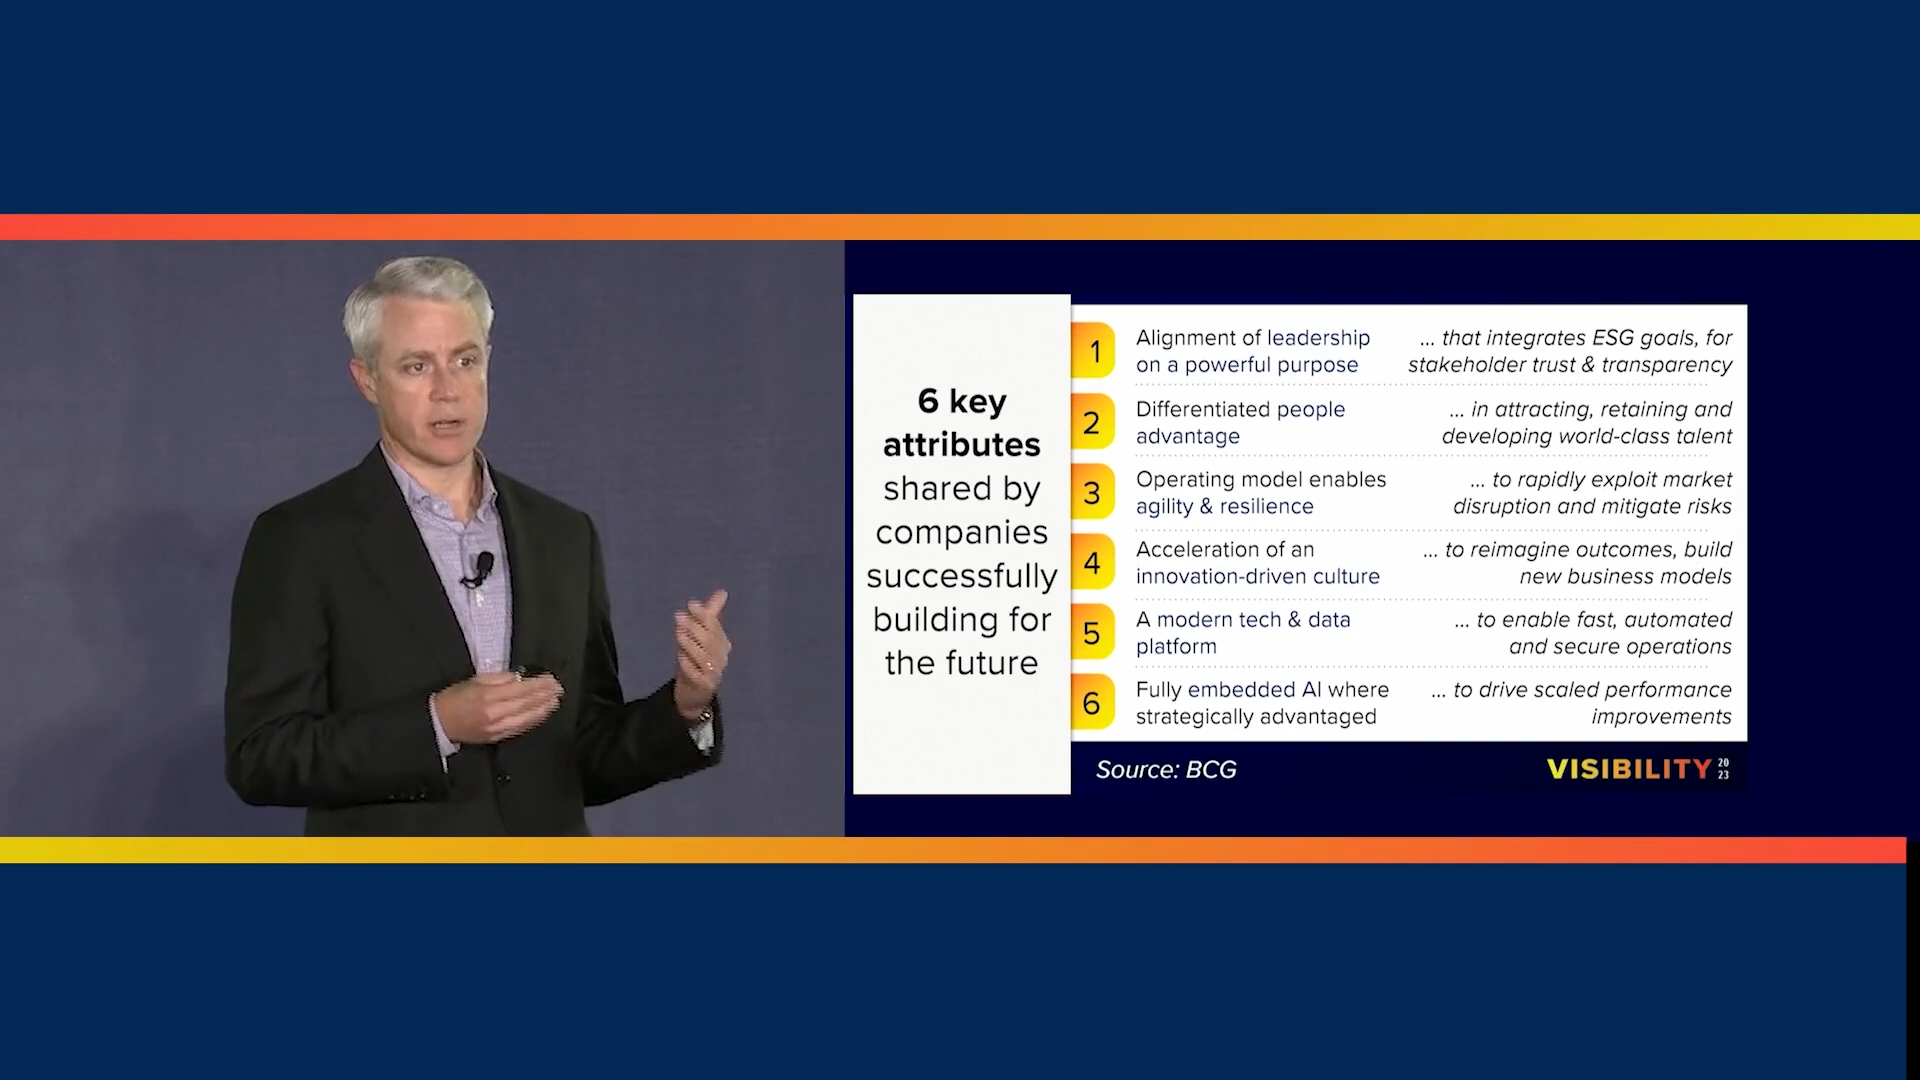 6 key
attributes
shared by
companies
successfully
building for
the future
1
Alignment of leadership
on a powerful purpose
... that integrates ESG goals, for
stakeholder trust & transparency
2
Differentiated people
advantage
... in attracting, retaining and
developing world-class talent
3
Operating model enables
agility & resilience
... to rapidly exploit market
disruption and mitigate risks
4
Acceleration of an
innovation-driven culture
... to reimagine outcomes, build
new business models
5
A modern tech & data
platform
... to enable fast, automated
and secure operations
6
Fully embedded AI where
strategically advantaged
... to drive scaled performance
improvements
Source: BCG
VISIBILITY 20
23